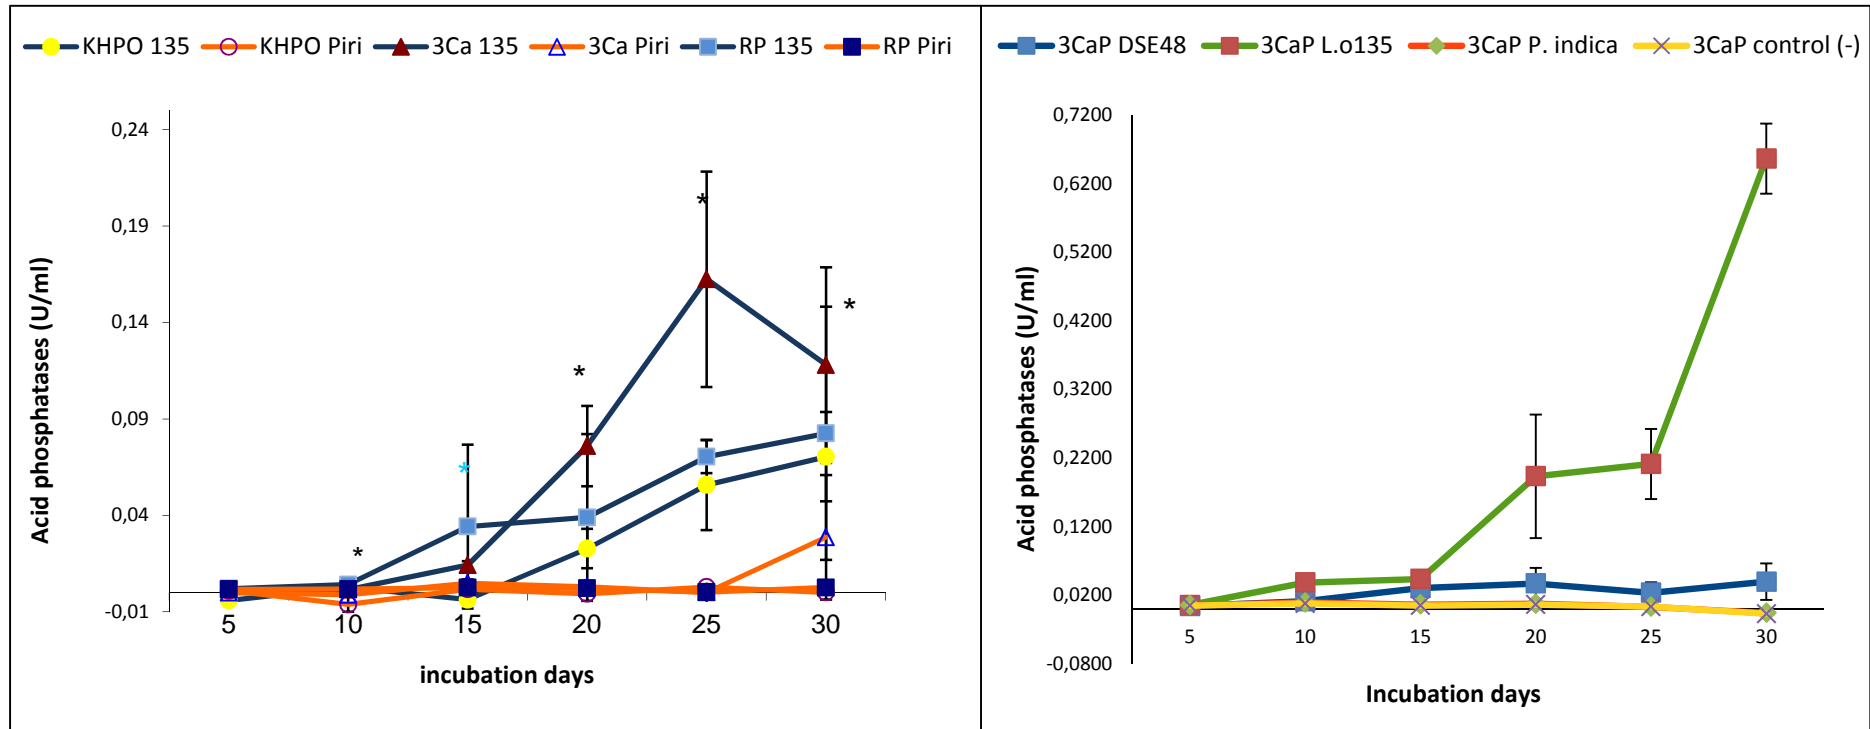 KHPO 135 KHPO Piri 3Ca 135 3Ca Piri RP 135 RP Piri
0,24
0,19
0,14
0,09
0,04
-0,01
Acid phosphatases (U/ml)
* * * * * *
5 10 15 20 25 30
incubation days
3CaP DSE48 3CaP L.o135 3CaP P. indica 3CaP control (-)
0,7200
0,6200
0,5200
0,4200
0,3200
0,2200
0,1200
0,0200
-0,0800
Acid phosphatases (U/ml)
5 10 15 20 25 30
Incubation days